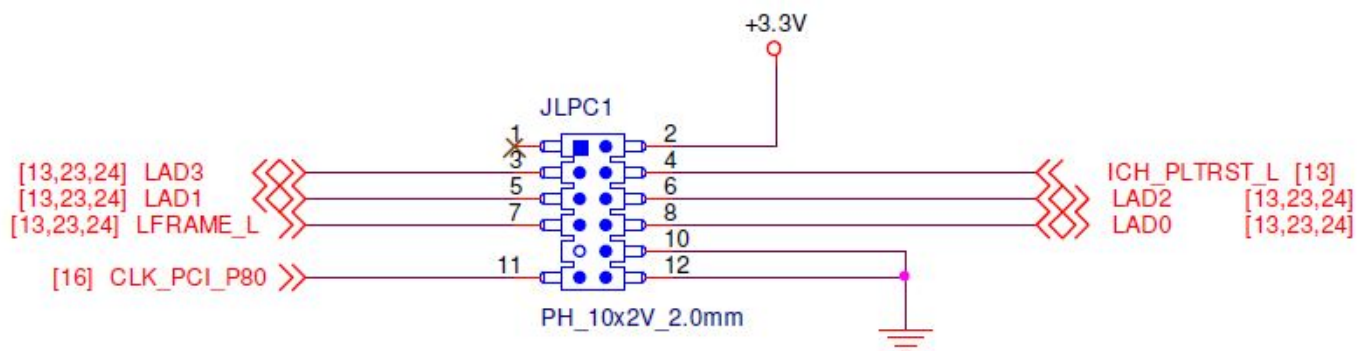 +3.3V
JLPC1
1 2
[13,23,24] LAD3 3 4 ICH_PLTRST_L [13]
[13,23,24] LAD1 5 6 LAD2 [13,23,24]
[13,23,24] LFRAME_L 7 8 LAD0 [13,23,24]
10
[16] CLK_PCI_P80 11 12
PH_10x2V_2.0mm